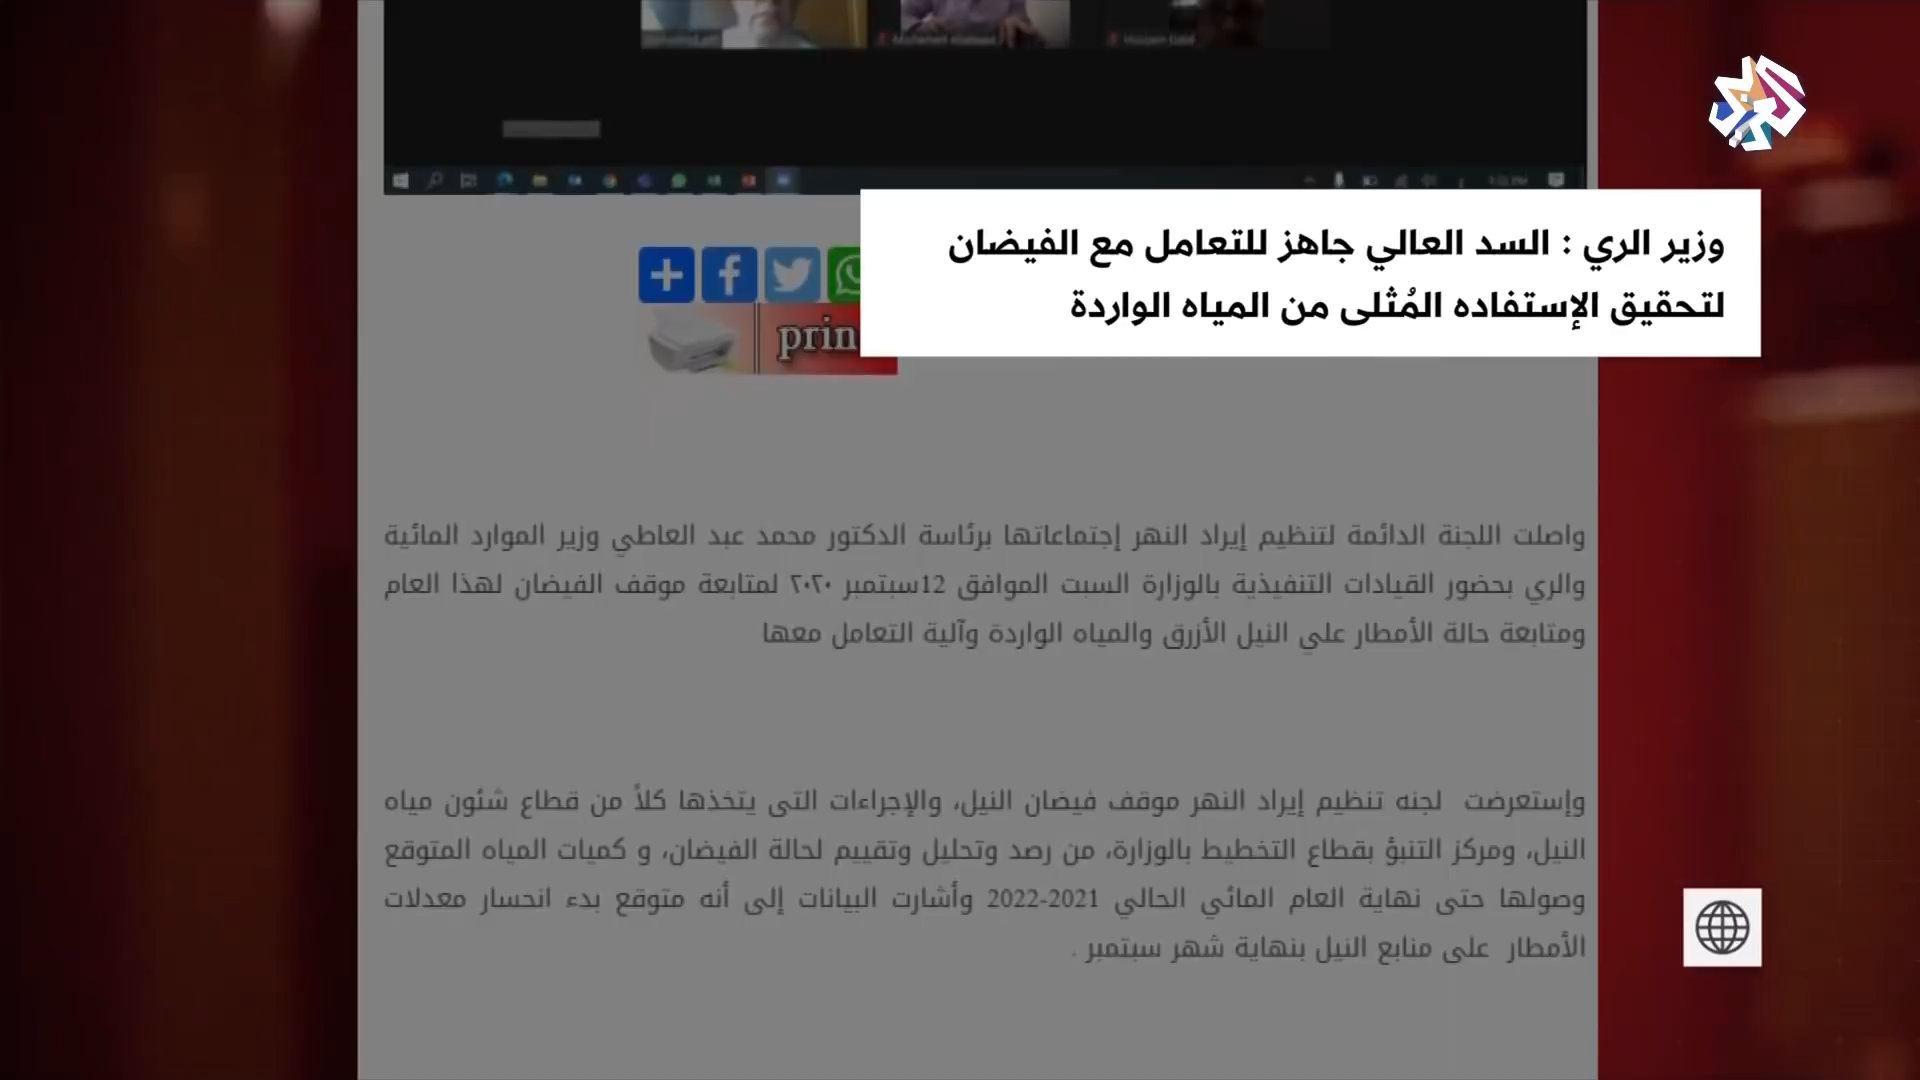 وزير الري : السد العالي جاهز للتعامل مع الفيضان
لتحقيق الإستفاده المُثلى من المياه الواردة
prin
واصلت اللجنة الدائمة لتنظيم إيراد النهر إجتماعاتها برئاسة الدكتور محمد عبد العاطي وزير الموارد المائية
والري بحضور القيادات التنفيذية بالوزارة السبت الموافق 12سبتمبر ٢٠٢٠ لمتابعة موقف الفيضان لهذا العام
ومتابعة حالة الأمطار علي النيل الأزرق والمياه الواردة وآلية التعامل معها
وإستعرضت لجنه تنظيم إيراد النهر موقف فيضان النيل، والإجراءات التى يتخذها كلاً من قطاع شئون مياه
النيل، ومركز التنبؤ بقطاع التخطيط بالوزارة، من رصد وتحليل وتقييم لحالة الفيضان، و كميات المياه المتوقع
وصولها حتى نهاية العام المائي الحالي 2021-2022 وأشارت البيانات إلى أنه متوقع بدء انحسار معدلات
الأمطار على منابع النيل بنهاية شهر سبتمبر .